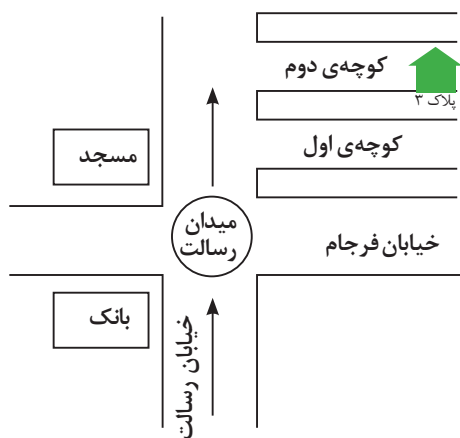 کوچه‌ی دوم
پلاک ۳
کوچه‌ی اول
مسجد
میدان
رسالت
خیابان فرجام
بانک
خیابان رسالت